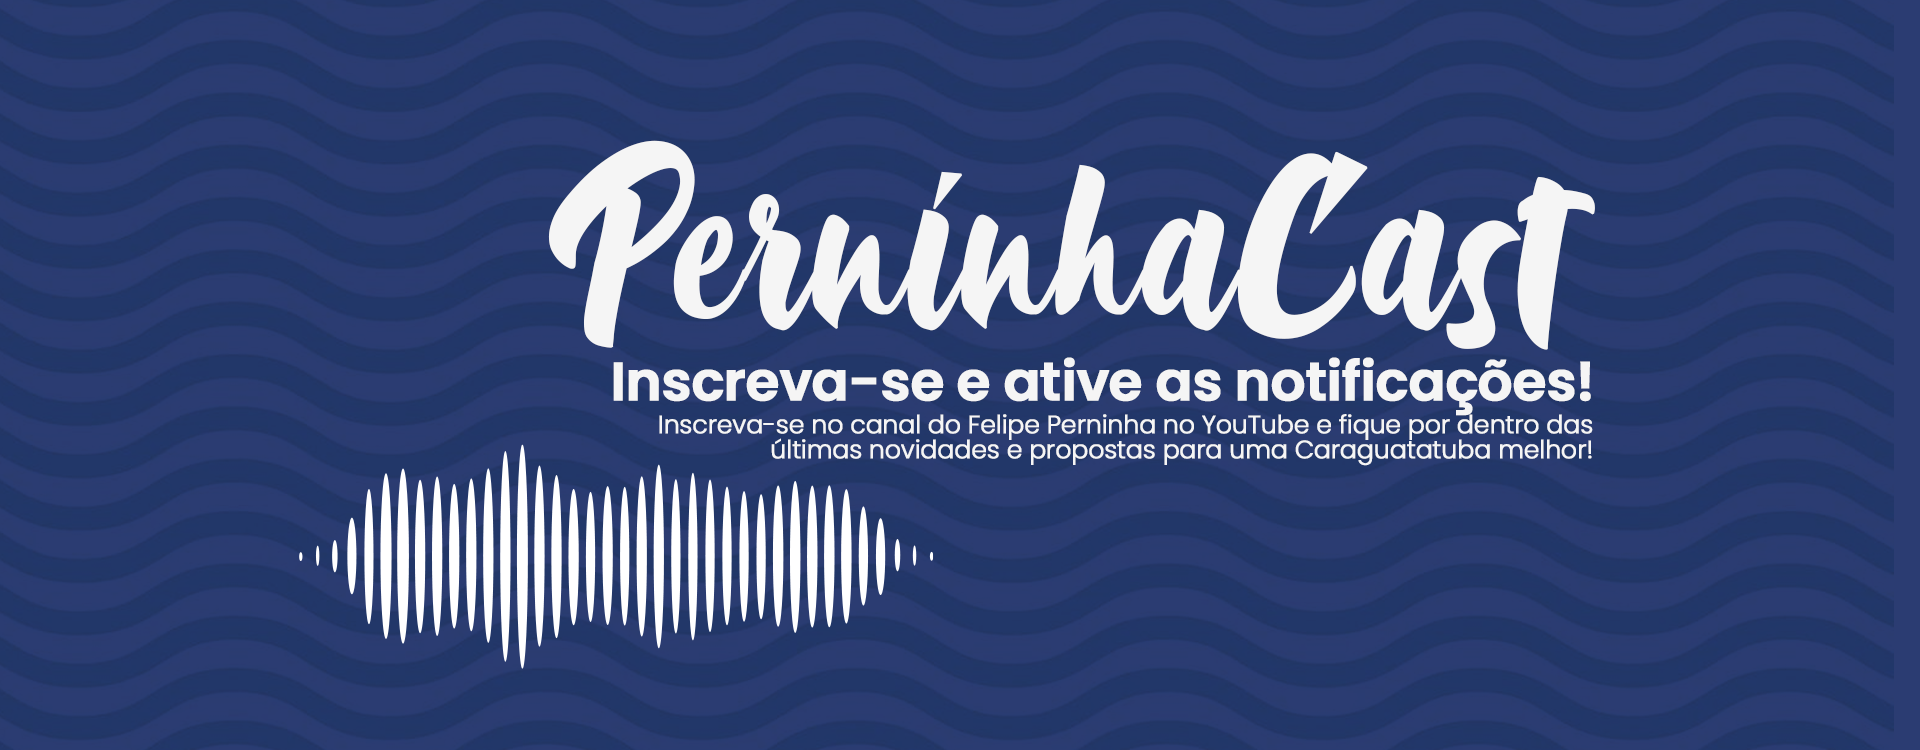 PerninhaCast
Inscreva-se e ative as notificações!
Inscreva-se no canal do Felipe Perninha no YouTube e fique por dentro das
últimas novidades e propostas para uma Caraguatatuba melhor!